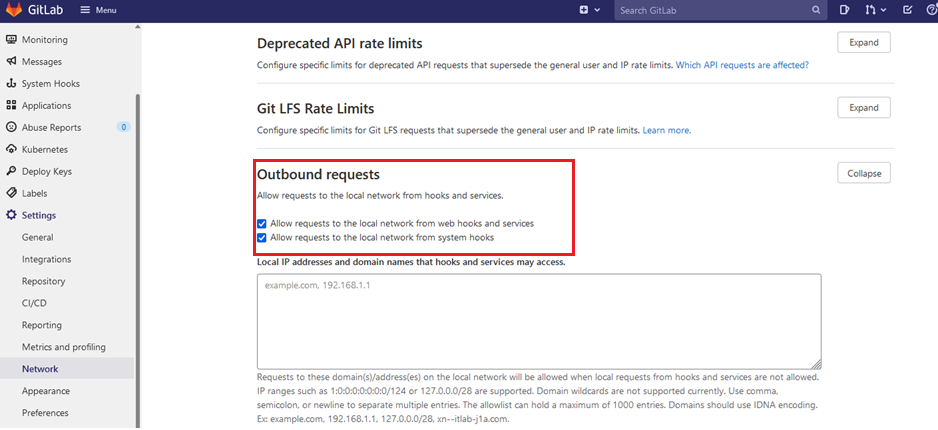 GitLab
Menu
Search GitLab
Monitoring
Messages
System Hooks
Applications
Abuse Reports 0
Kubernetes
Deploy Keys
Labels
Settings
General
Integrations
Repository
CI/CD
Reporting
Metrics and profiling
Network
Appearance
Preferences
Deprecated API rate limits
Expand
Configure specific limits for deprecated API requests that supersede the general user and IP rate limits. Which API requests are affected?
Git LFS Rate Limits
Expand
Configure specific limits for Git LFS requests that supersede the general user and IP rate limits. Learn more.
Outbound requests
Collapse
Allow requests to the local network from hooks and services.
Allow requests to the local network from web hooks and services
Allow requests to the local network from system hooks
Local IP addresses and domain names that hooks and services may access.
example.com, 192.168.1.1
Requests to these domain(s)/address(es) on the local network will be allowed when local requests from hooks and services are not allowed.
IP ranges such as 1:0:0:0:0:0:0:0/124 or 127.0.0.0/28 are supported. Domain wildcards are not supported currently. Use comma,
semicolon, or newline to separate multiple entries. The allowlist can hold a maximum of 1000 entries. Domains should use IDNA encoding.
Ex: example.com, 192.168.1.1, 127.0.0.0/28, xn--itlab-j1a.com.